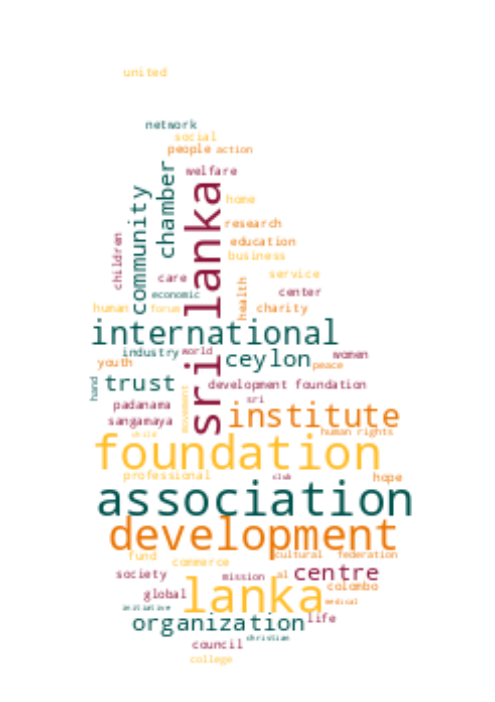 united
network
social
people action
welfare
chamber
community
sri lanka
home
research
children
education
business
service
care
center
economic
health
human forum
charity
international
industry world
ceylon
women
youth
peace
hand
trust
development foundation
movement
sri
padanama
institute
sangamaya
human rights
child
foundation
professional
club
hope
association
development
fund
cultural federation
commerce
society
mission al centre
lanka
colombo
global
medical
initiative
organization life
christian
council
college